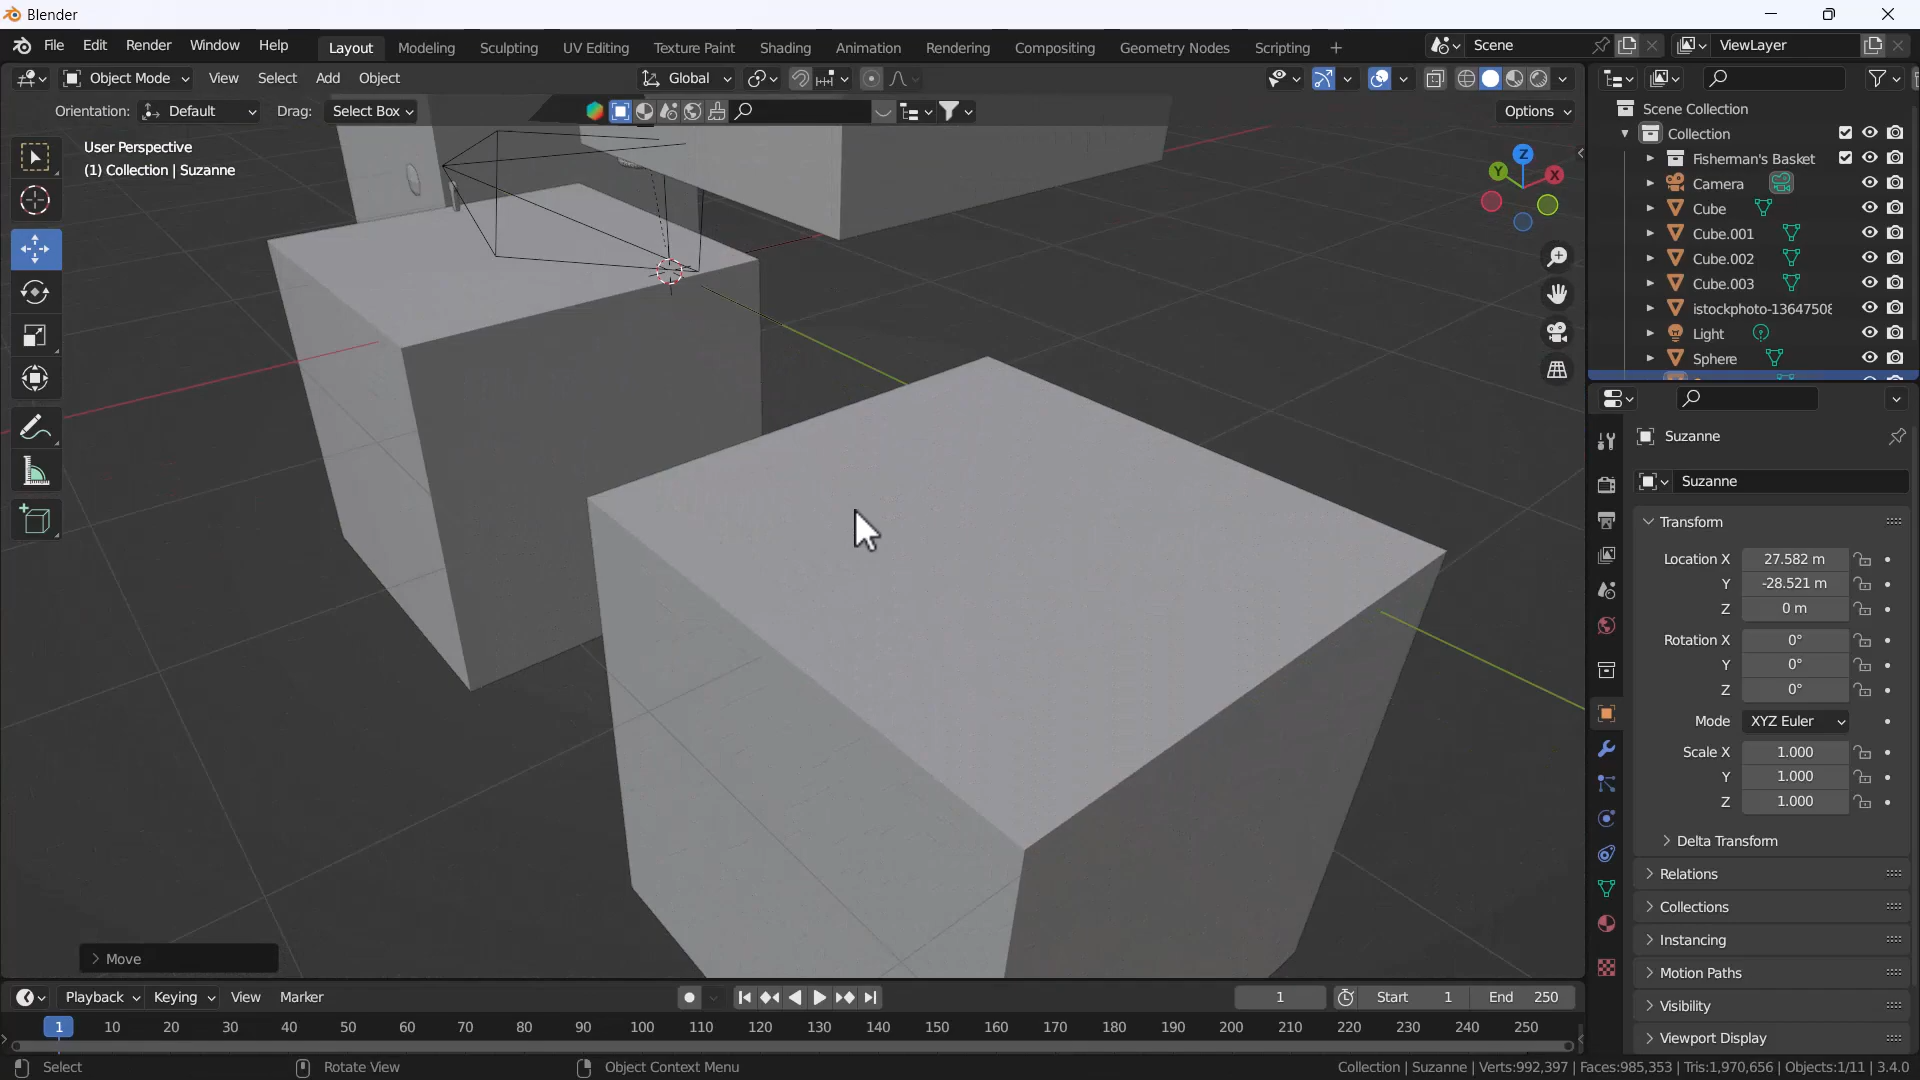 Blender
File Edit Render Window Help Layout Modeling Sculpting UV Editing Texture Paint Shading Animation Rendering Compositing Geometry Nodes Scripting + Scene ViewLayer
Object Mode View Select Add Object Global
Orientation: Default Drag: Select Box Options
User Perspective
(1) Collection | Suzanne
Z
Y
X
Move
Scene Collection
Collection
Fisherman's Basket
Camera
Cube
Cube.001
Cube.002
Cube.003
istockphoto-1364750
Light
Sphere
Suzanne
Suzanne
Transform
Location X 27.582 m
Y -28.521 m
Z 0 m
Rotation X 0°
Y 0°
Z 0°
Mode XYZ Euler
Scale X 1.000
Y 1.000
Z 1.000
Delta Transform
Relations
Collections
Instancing
Motion Paths
Visibility
Viewport Display
Playback Keying View Marker 1 Start 1 End 250
1 10 20 30 40 50 60 70 80 90 100 110 120 130 140 150 160 170 180 190 200 210 220 230 240 250
Select Rotate View Object Context Menu Collection | Suzanne | Verts:992,397 | Faces:985,353 | Tris:1,970,656 | Objects:1/11 | 3.4.0